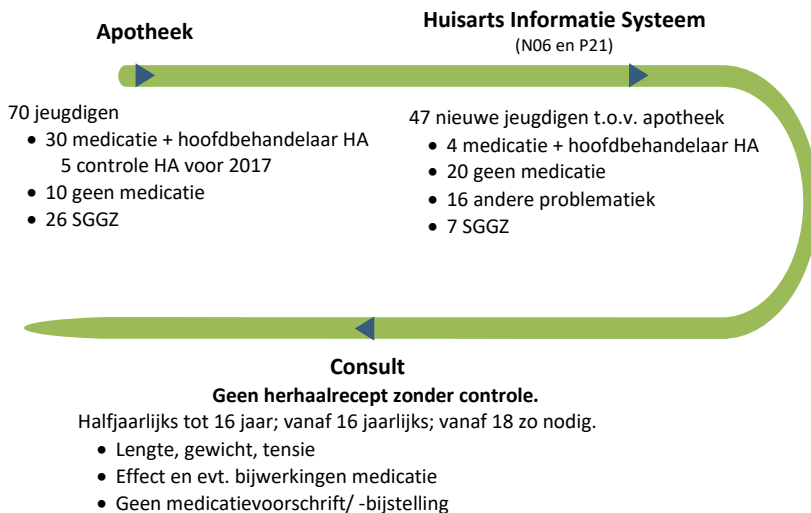 Apotheek
70 jeugdigen
• 30 medicatie + hoofdbehandelaar HA
5 controle HA voor 2017
• 10 geen medicatie
• 26 SGGZ
Huisarts Informatie Systeem
(N06 en P21)
47 nieuwe jeugdigen t.o.v. apotheek
• 4 medicatie + hoofdbehandelaar HA
• 20 geen medicatie
• 16 andere problematiek
• 7 SGGZ
Consult
Geen herhaalrecept zonder controle.
Halfjaarlijks tot 16 jaar; vanaf 16 jaarlijks; vanaf 18 zo nodig.
• Lengte, gewicht, tensie
• Effect en evt. bijwerkingen medicatie
• Geen medicatievoorschrift/ -bijstelling